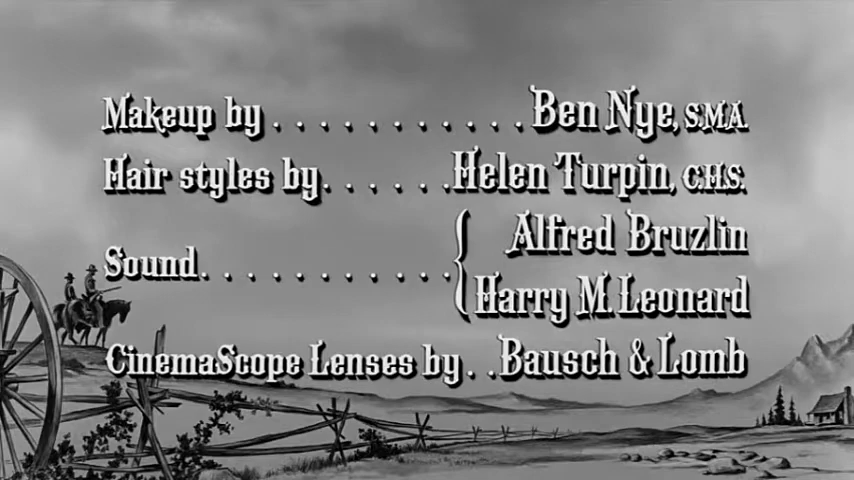 Makeup by . . . . . . . . . . . . Ben Nye, S.M.A.
Hair styles by . . . . . . Helen Turpin, C.H.S.
Sound . . . . . . . . . . . { Alfred Bruzlin
Harry M. Leonard
CinemaScope Lenses by . . Bausch & Lomb